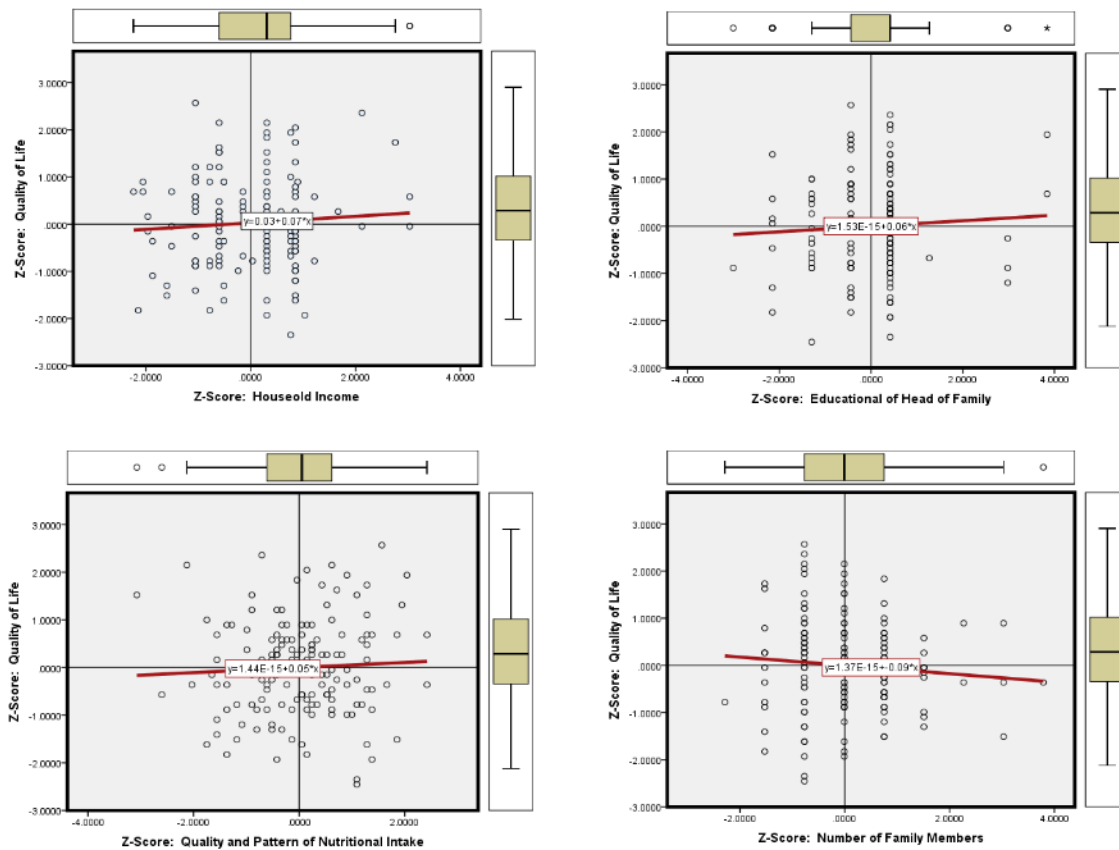 3.0000
2.0000
1.0000
.0000
-1.0000
-2.0000
-3.0000
Z-Score: Quality of Life
y=0.03+0.07*x
-2.0000 .0000 2.0000 4.0000
Z-Score: Houseold Income
*
3.0000
2.0000
1.0000
.0000
-1.0000
-2.0000
-3.0000
Z-Score: Quality of Life
y=1.53E-15+0.06*x
-4.0000 -2.0000 .0000 2.0000 4.0000
Z-Score: Educational of Head of Family
3.0000
2.0000
1.0000
.0000
-1.0000
-2.0000
-3.0000
Z-Score: Quality of Life
y=1.44E-15+0.05*x
-4.0000 -2.0000 .0000 2.0000
Z-Score: Quality and Pattern of Nutritional Intake
3.0000
2.0000
1.0000
.0000
-1.0000
-2.0000
-3.0000
Z-Score: Quality of Life
y=1.37E-15+-0.09*x
-2.0000 .0000 2.0000 4.0000
Z-Score: Number of Family Members